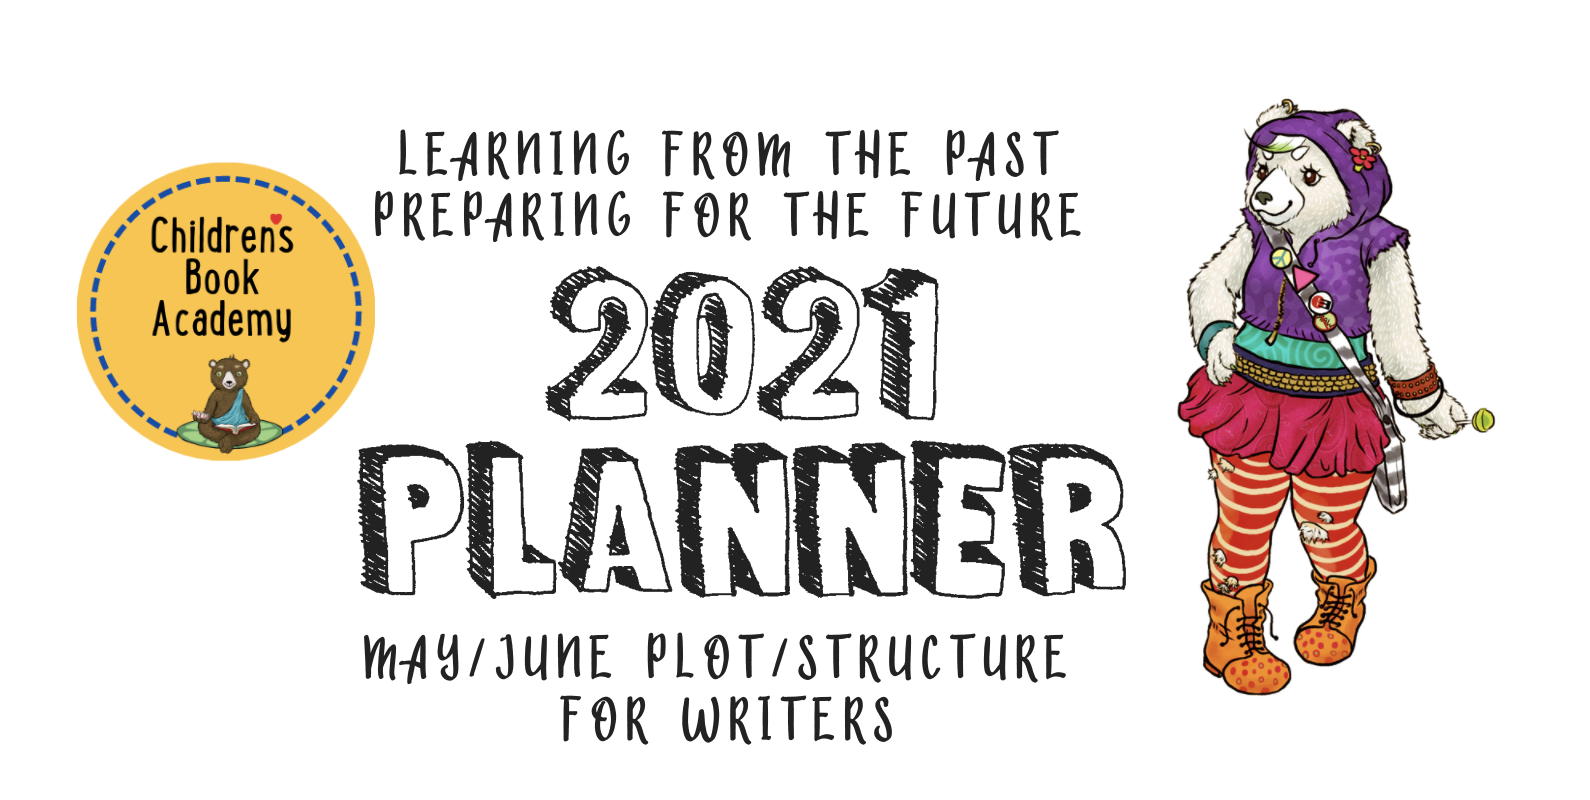 LEARNING FROM THE PAST
PREPARING FOR THE FUTURE
Children's
Book
Academy
2021
PLANNER
MAY/JUNE PLOT/STRUCTURE
FOR WRITERS